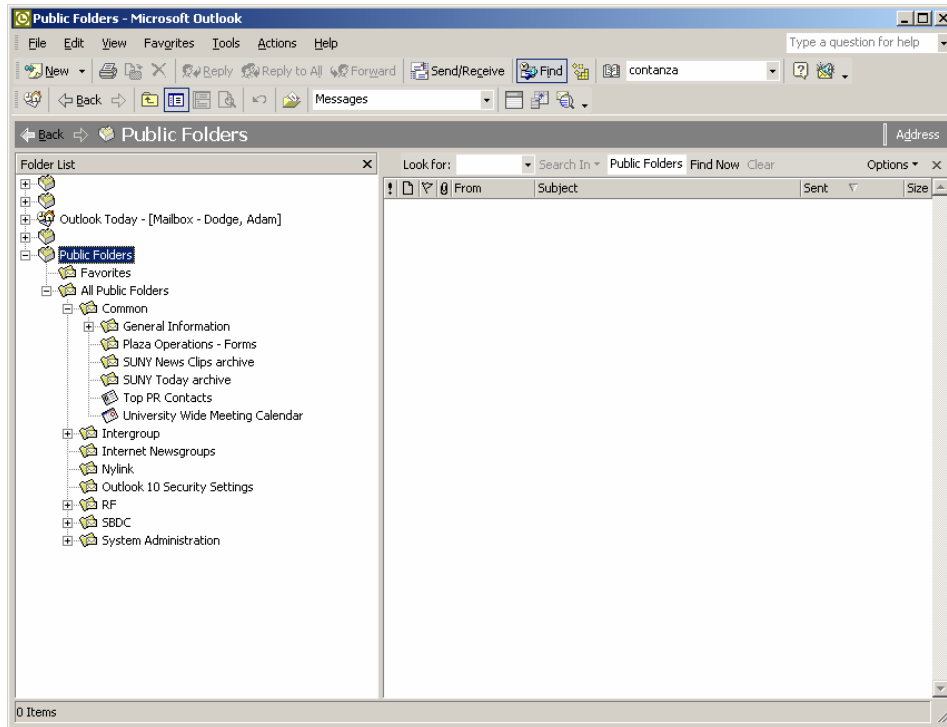 Public Folders - Microsoft Outlook
File Edit View Favorites Tools Actions Help Type a question for help
New Reply Reply to All Forward Send/Receive Find contanza
Back Messages
Back Public Folders Address
Folder List Look for: Search In Public Folders Find Now Clear Options
From Subject Sent Size
Outlook Today - [Mailbox - Dodge, Adam]
Public Folders
Favorites
All Public Folders
Common
General Information
Plaza Operations - Forms
SUNY News Clips archive
SUNY Today archive
Top PR Contacts
University Wide Meeting Calendar
Intergroup
Internet Newsgroups
Nylink
Outlook 10 Security Settings
RF
SBDC
System Administration
0 Items